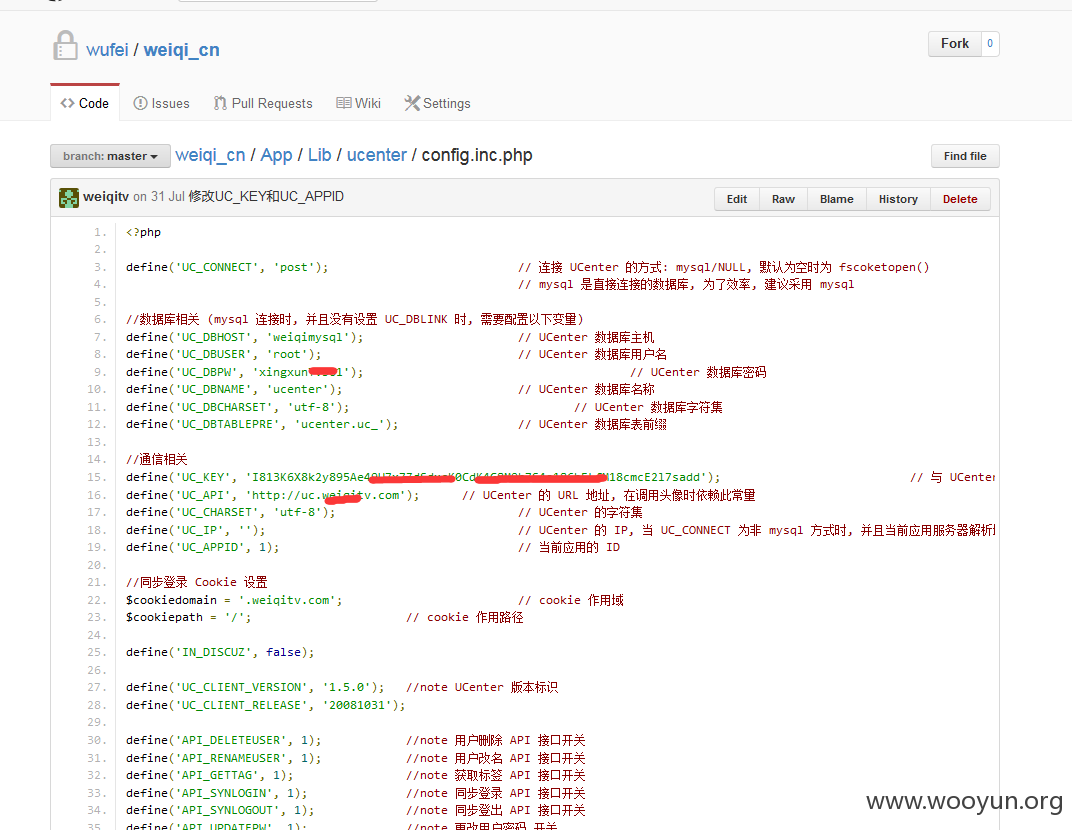 wufei / weiqi_cn
Fork 0
Code Issues Pull Requests Wiki Settings
branch: master weiqi_cn / App / Lib / ucenter / config.inc.php Find file
weiqitv on 31 Jul 修改UC_KEY和UC_APPID Edit Raw Blame History Delete
1. <?php
2.
3. define('UC_CONNECT', 'post'); // 连接 UCenter 的方式: mysql/NULL, 默认为空时为 fscoketopen()
4. // mysql 是直接连接的数据库, 为了效率, 建议采用 mysql
5.
6. //数据库相关 (mysql 连接时, 并且没有设置 UC_DBLINK 时, 需要配置以下变量)
7. define('UC_DBHOST', 'weiqimysql'); // UCenter 数据库主机
8. define('UC_DBUSER', 'root'); // UCenter 数据库用户名
9. define('UC_DBPW', 'xingxun 1'); // UCenter 数据库密码
10. define('UC_DBNAME', 'ucenter'); // UCenter 数据库名称
11. define('UC_DBCHARSET', 'utf-8'); // UCenter 数据库字符集
12. define('UC_DBTABLEPRE', 'ucenter.uc_'); // UCenter 数据库表前缀
13.
14. //通信相关
15. define('UC_KEY', // 与 UCenter
16. define('UC_API', 'http://uc.weiqitv.com'); // UCenter 的 URL 地址, 在调用头像时依赖此常量
17. define('UC_CHARSET', 'utf-8'); // UCenter 的字符集
18. define('UC_IP', ''); // UCenter 的 IP, 当 UC_CONNECT 为非 mysql 方式时, 并且当前应用服务器解析
19. define('UC_APPID', 1); // 当前应用的 ID
20.
21. //同步登录 Cookie 设置
22. $cookiedomain = '.weiqitv.com'; // cookie 作用域
23. $cookiepath = '/'; // cookie 作用路径
24.
25. define('IN_DISCUZ', false);
26.
27. define('UC_CLIENT_VERSION', '1.5.0'); //note UCenter 版本标识
28. define('UC_CLIENT_RELEASE', '20081031');
29.
30. define('API_DELETEUSER', 1); //note 用户删除 API 接口开关
31. define('API_RENAMEUSER', 1); //note 用户改名 API 接口开关
32. define('API_GETTAG', 1); //note 获取标签 API 接口开关
33. define('API_SYNLOGIN', 1); //note 同步登录 API 接口开关
34. define('API_SYNLOGOUT', 1); //note 同步登出 API 接口开关
35. define('API_UPDATEPW', 1); //note 更改用户密码 开关
www.wooyun.org